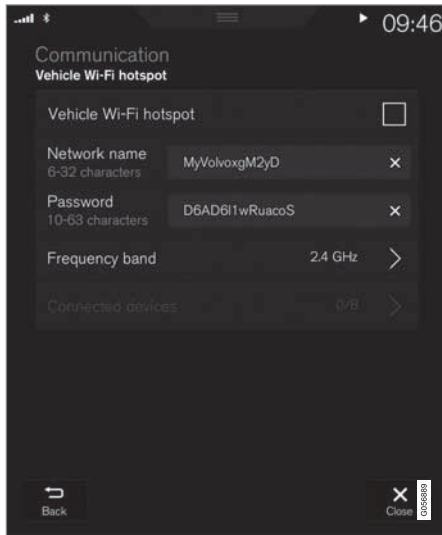 09:46
Communication
Vehicle Wi-Fi hotspot
Vehicle Wi-Fi hotspot
Network name
6-32 characters
MyVolvoxgM2yD
Password
10-63 characters
D6AD6l1wRuacoS
Frequency band
2.4 GHz
Connected devices
0/8
Back
Close
G056889